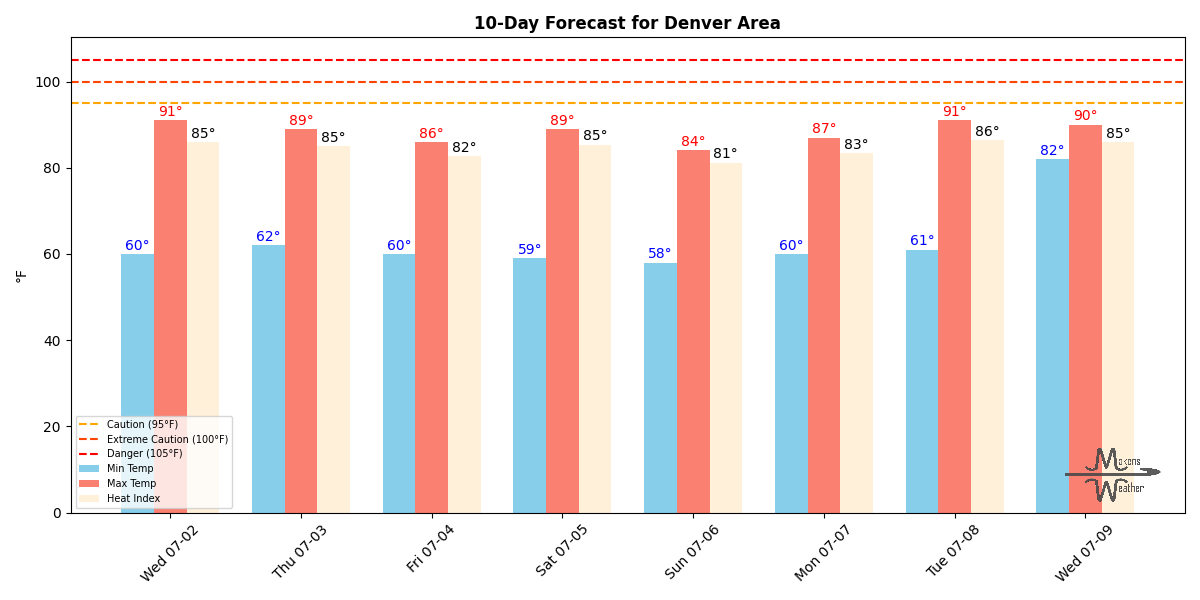 10-Day Forecast for Denver Area
°F
100
80
60
40
20
0
60° 91° 85°
62° 89° 85°
60° 86° 82°
59° 89° 85°
58° 84° 81°
60° 87° 83°
61° 91° 86°
82° 90° 85°
Caution (95°F)
Extreme Caution (100°F)
Danger (105°F)
Min Temp
Max Temp
Heat Index
Wed 07-02
Thu 07-03
Fri 07-04
Sat 07-05
Sun 07-06
Mon 07-07
Tue 07-08
Wed 07-09